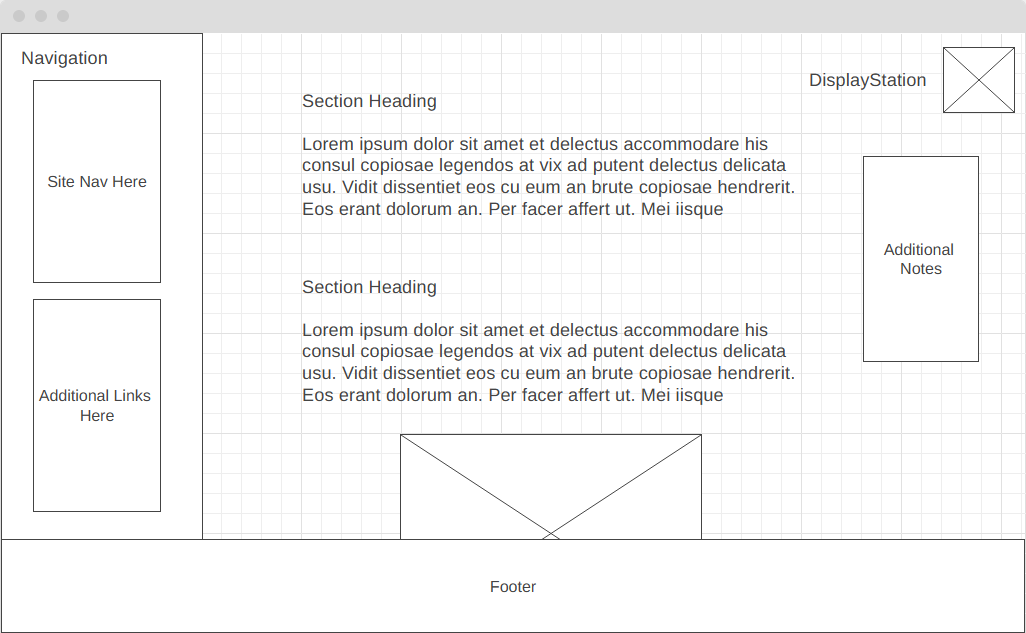 Navigation
Site Nav Here
Additional Links
Here
Section Heading
Lorem ipsum dolor sit amet et delectus accommodare his
consul copiosae legendos at vix ad putent delectus delicata
usu. Vidit dissentiet eos cu eum an brute copiosae hendrerit.
Eos erant dolorum an. Per facer affert ut. Mei iisque
Section Heading
Lorem ipsum dolor sit amet et delectus accommodare his
consul copiosae legendos at vix ad putent delectus delicata
usu. Vidit dissentiet eos cu eum an brute copiosae hendrerit.
Eos erant dolorum an. Per facer affert ut. Mei iisque
DisplayStation
Additional
Notes
Footer